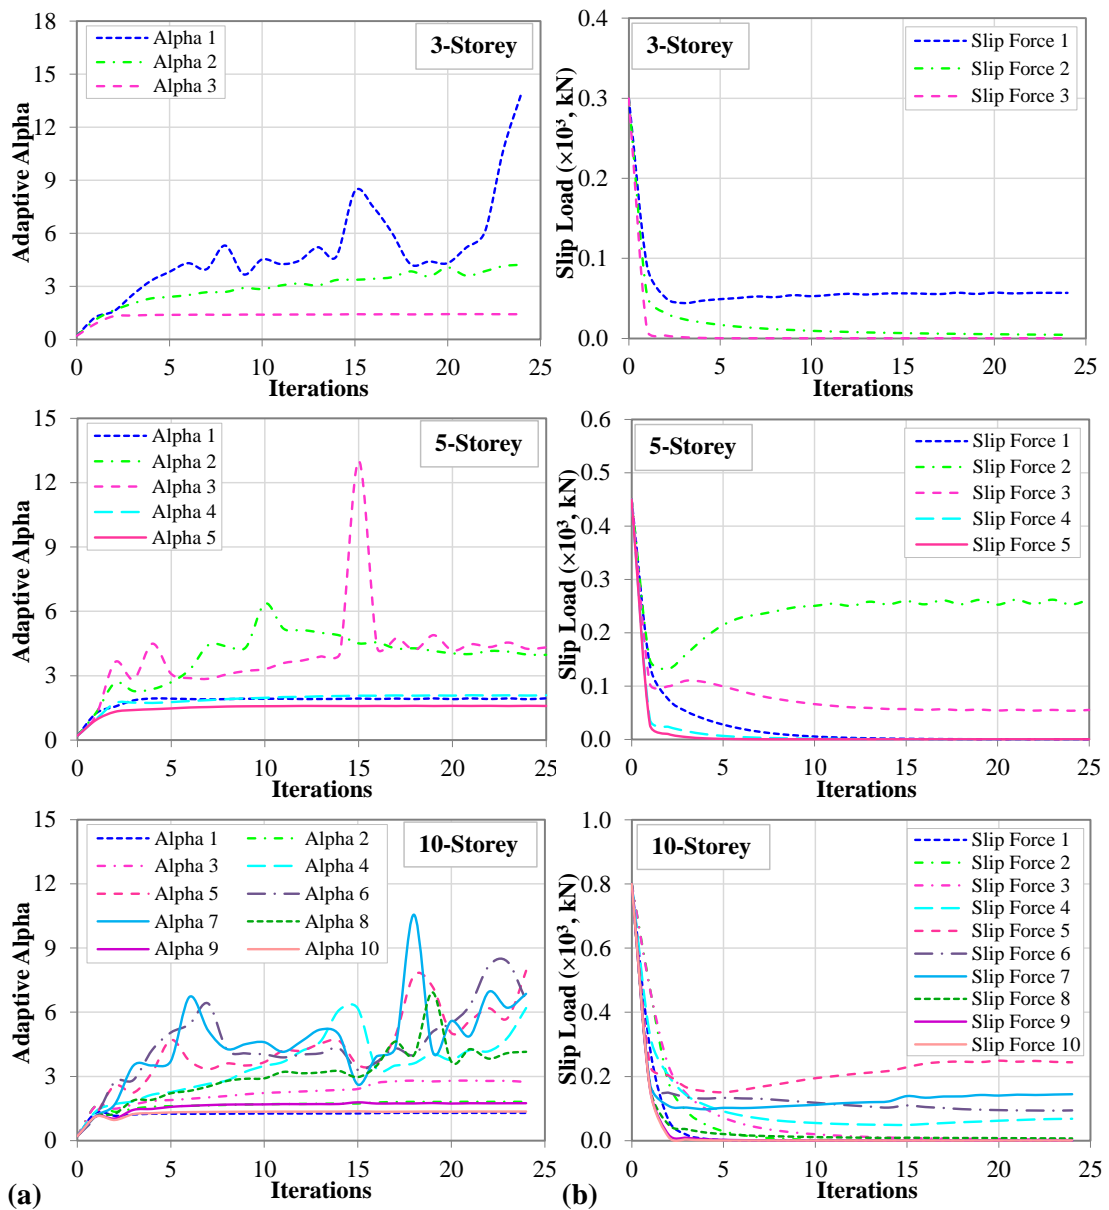 18
15
12
9
6
3
0
Adaptive Alpha
Alpha 1
Alpha 2
Alpha 3
3-Storey
0 5 10 15 20 25
Iterations
0.4
0.3
0.2
0.1
0.0
Slip Load (×10³, kN)
3-Storey
Slip Force 1
Slip Force 2
Slip Force 3
0 5 10 15 20 25
Iterations
15
12
9
6
3
0
Adaptive Alpha
Alpha 1
Alpha 2
Alpha 3
Alpha 4
Alpha 5
5-Storey
0 5 10 15 20 25
Iterations
0.6
0.5
0.4
0.3
0.2
0.1
0.0
Slip Load (×10³, kN)
5-Storey
Slip Force 1
Slip Force 2
Slip Force 3
Slip Force 4
Slip Force 5
0 5 10 15 20 25
Iterations
15
12
9
6
3
0
Adaptive Alpha
Alpha 1 Alpha 2
Alpha 3 Alpha 4
Alpha 5 Alpha 6
Alpha 7 Alpha 8
Alpha 9 Alpha 10
10-Storey
0 5 10 15 20 25
Iterations
(a)
1.0
0.8
0.6
0.4
0.2
0.0
Slip Load (×10³, kN)
10-Storey
Slip Force 1
Slip Force 2
Slip Force 3
Slip Force 4
Slip Force 5
Slip Force 6
Slip Force 7
Slip Force 8
Slip Force 9
Slip Force 10
0 5 10 15 20 25
Iterations
(b)